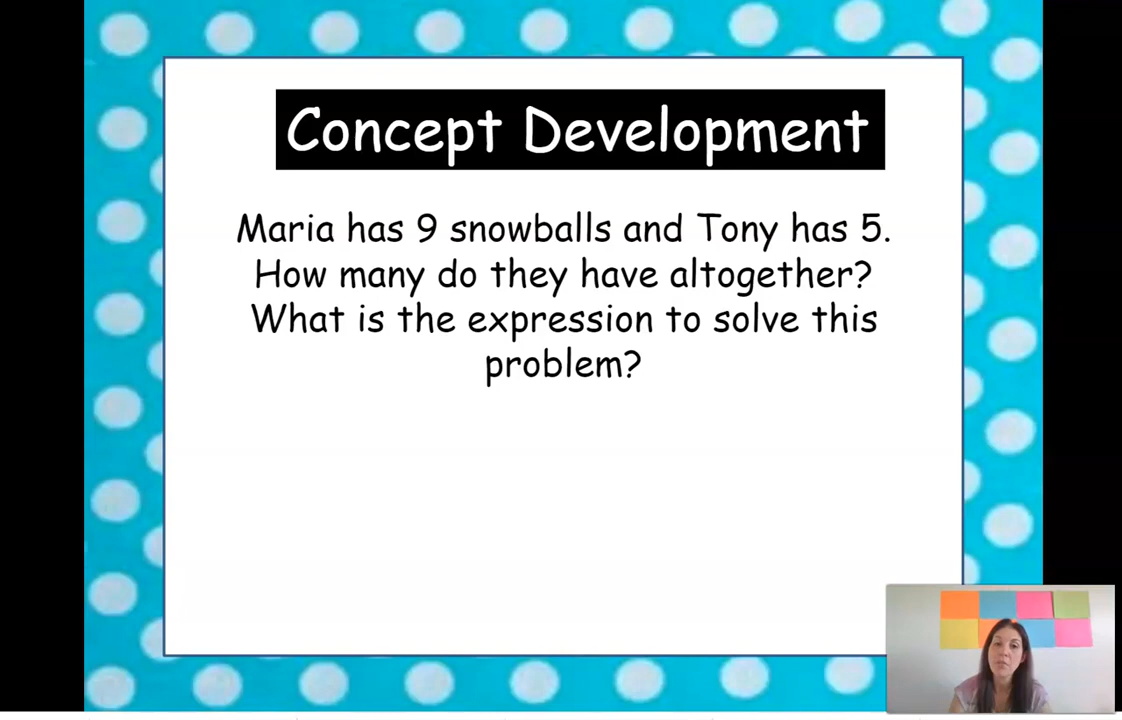 Concept Development
Maria has 9 snowballs and Tony has 5.
How many do they have altogether?
What is the expression to solve this
problem?